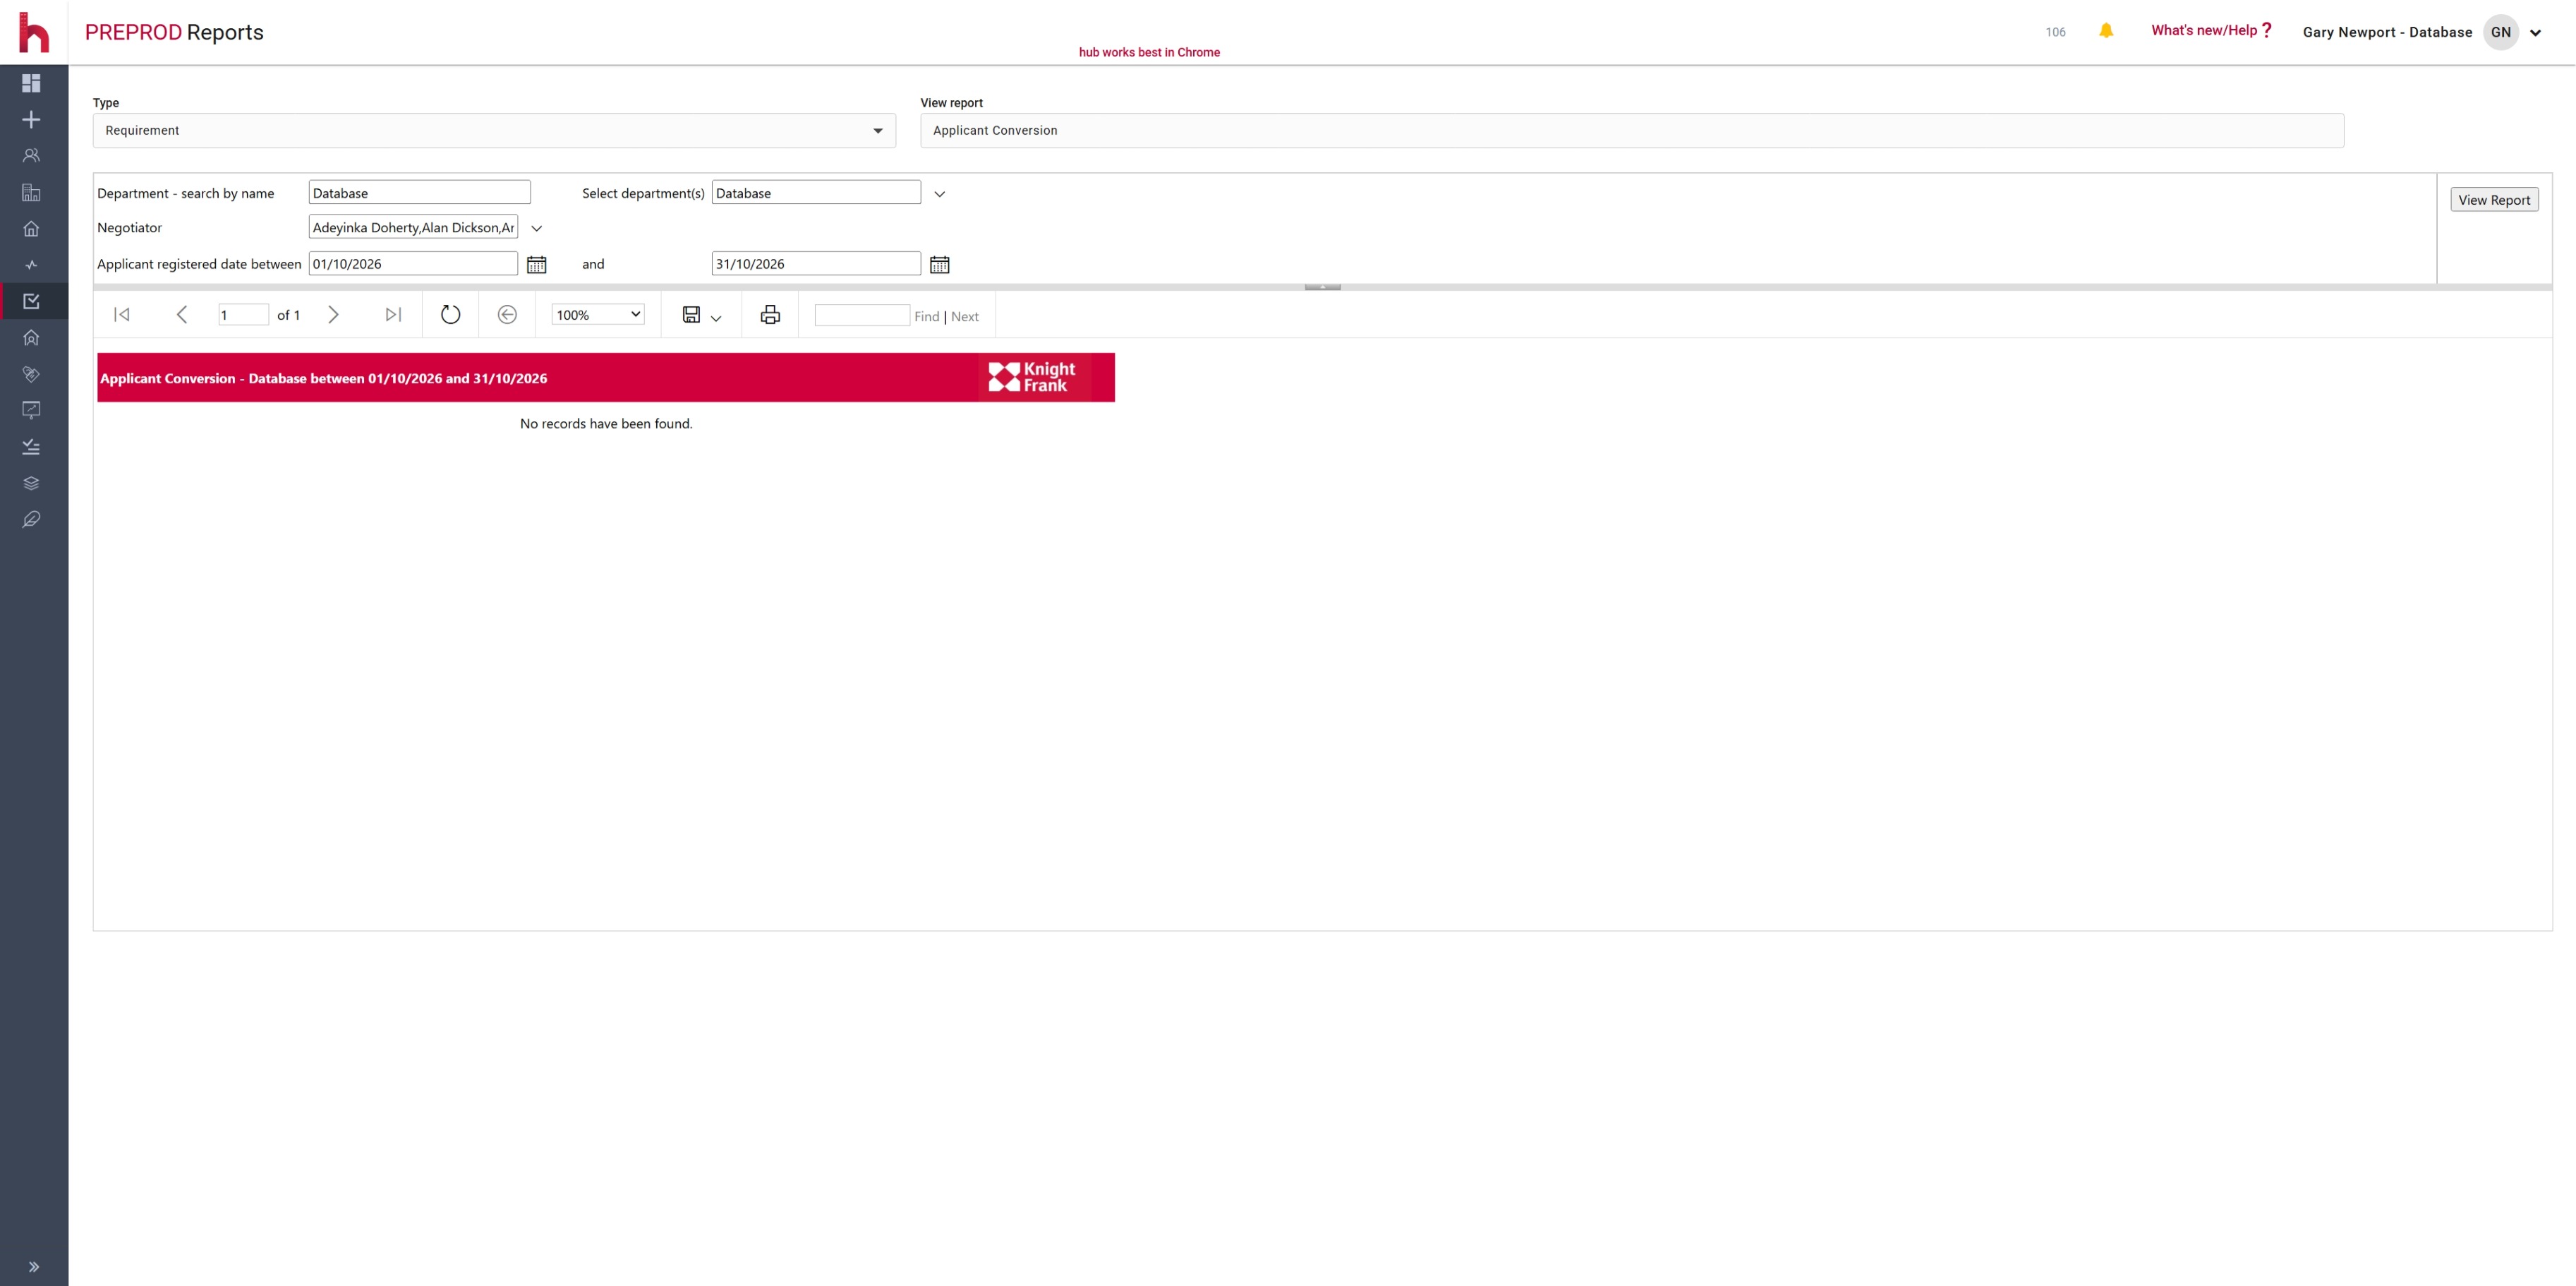 PREPROD Reports
hub works best in Chrome
106
What's new/Help ?
Gary Newport - Database
GN
Type
Requirement
View report
Applicant Conversion
Department - search by name
Database
Select department(s)
Database
View Report
Negotiator
Adeyinka Doherty,Alan Dickson,Ar
Applicant registered date between
01/10/2026
and
31/10/2026
1
of 1
100%
Find | Next
Applicant Conversion - Database between 01/10/2026 and 31/10/2026
Knight
Frank
No records have been found.